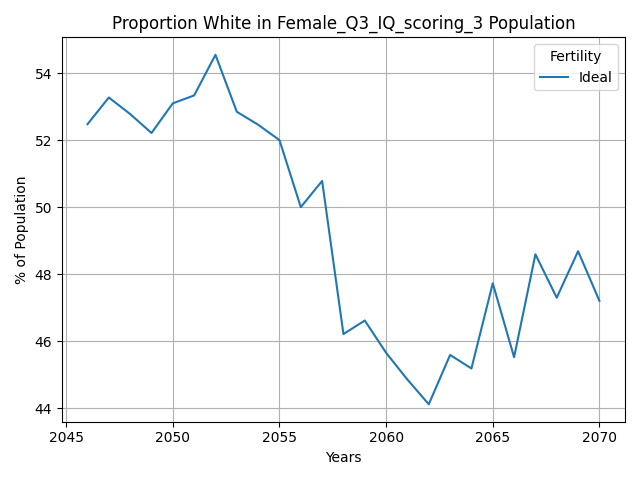 Proportion White in Female_Q3_IQ_scoring_3 Population
Fertility
Ideal
% of Population
54
52
50
48
46
44
2045 2050 2055 2060 2065 2070
Years